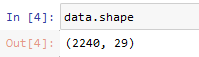 In [4]: data.shape
Out[4]: (2240, 29)